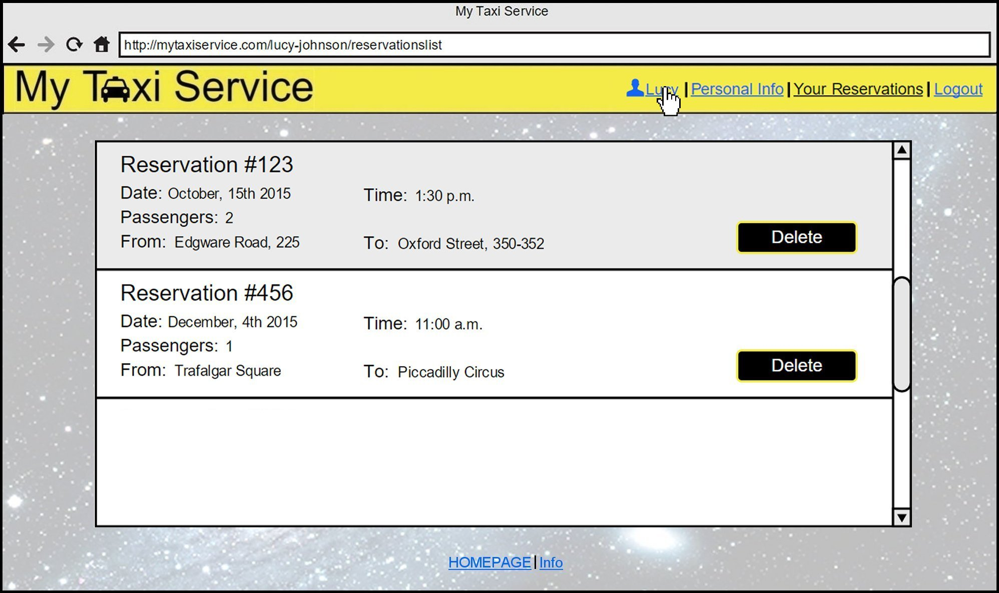 My Taxi Service
http://mytaxiservice.com/lucy-johnson/reservationslist
My Taxi Service
Lucy | Personal Info | Your Reservations | Logout
Reservation #123
Date: October, 15th 2015 Time: 1:30 p.m.
Passengers: 2
From: Edgware Road, 225 To: Oxford Street, 350-352
Delete
Reservation #456
Date: December, 4th 2015 Time: 11:00 a.m.
Passengers: 1
From: Trafalgar Square To: Piccadilly Circus
Delete
HOMEPAGE | Info